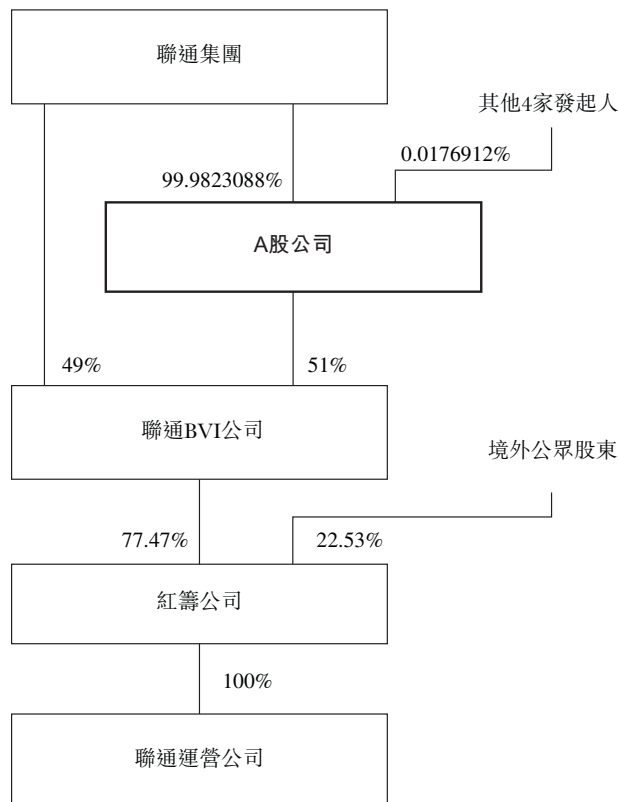 聯通集團
其他4家發起人
0.0176912%
99.9823088%
A股公司
49%
51%
聯通BVI公司
境外公眾股東
77.47%
22.53%
紅籌公司
100%
聯通運營公司